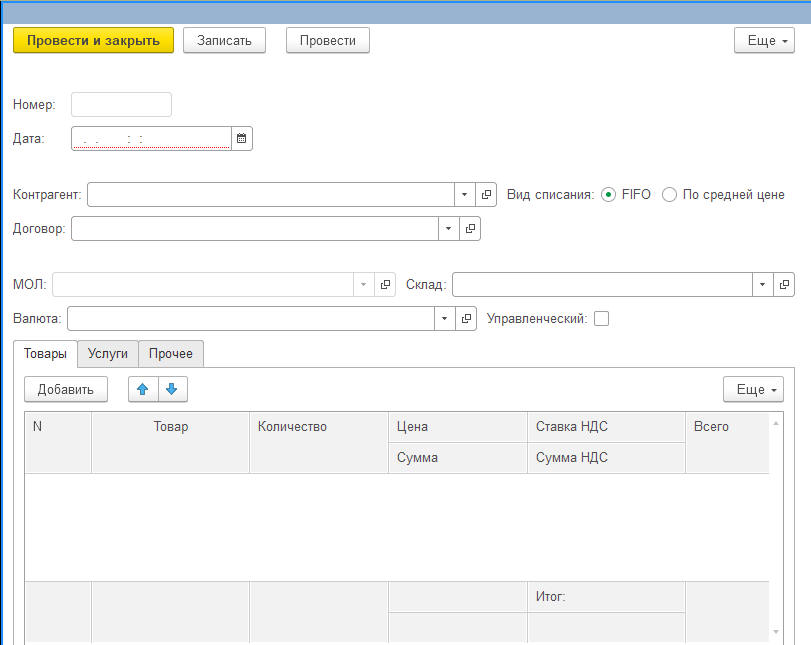 Провести и закрыть Записать Провести Еще
Номер:
Дата: . . : :
Контрагент: Вид списания: FIFO По средней цене
Договор:
МОЛ: Склад:
Валюта: Управленческий:
Товары Услуги Прочее
Добавить Еще
N Товар Количество Цена Ставка НДС Всего
Сумма Сумма НДС
Итог: